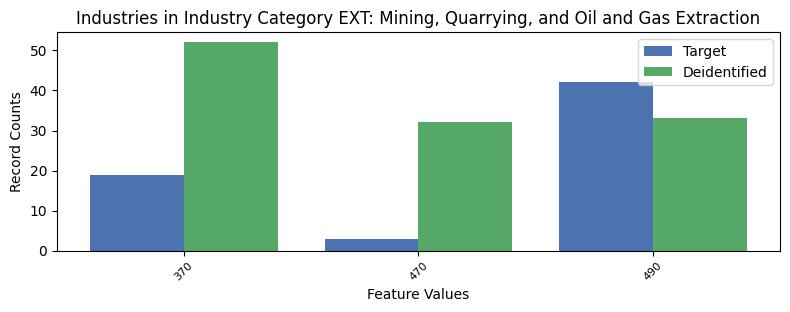 Industries in Industry Category EXT: Mining, Quarrying, and Oil and Gas Extraction
Target
Deidentified
Record Counts
50
40
30
20
10
0
370
470
490
Feature Values